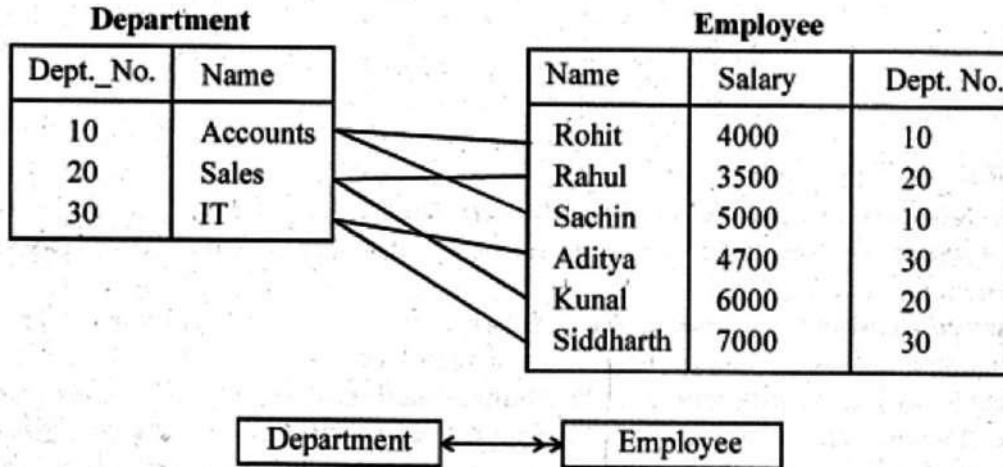 Department
Dept._No. Name
10 Accounts
20 Sales
30 IT
Employee
Name Salary Dept. No.
Rohit 4000 10
Rahul 3500 20
Sachin 5000 10
Aditya 4700 30
Kunal 6000 20
Siddharth 7000 30
Department Employee